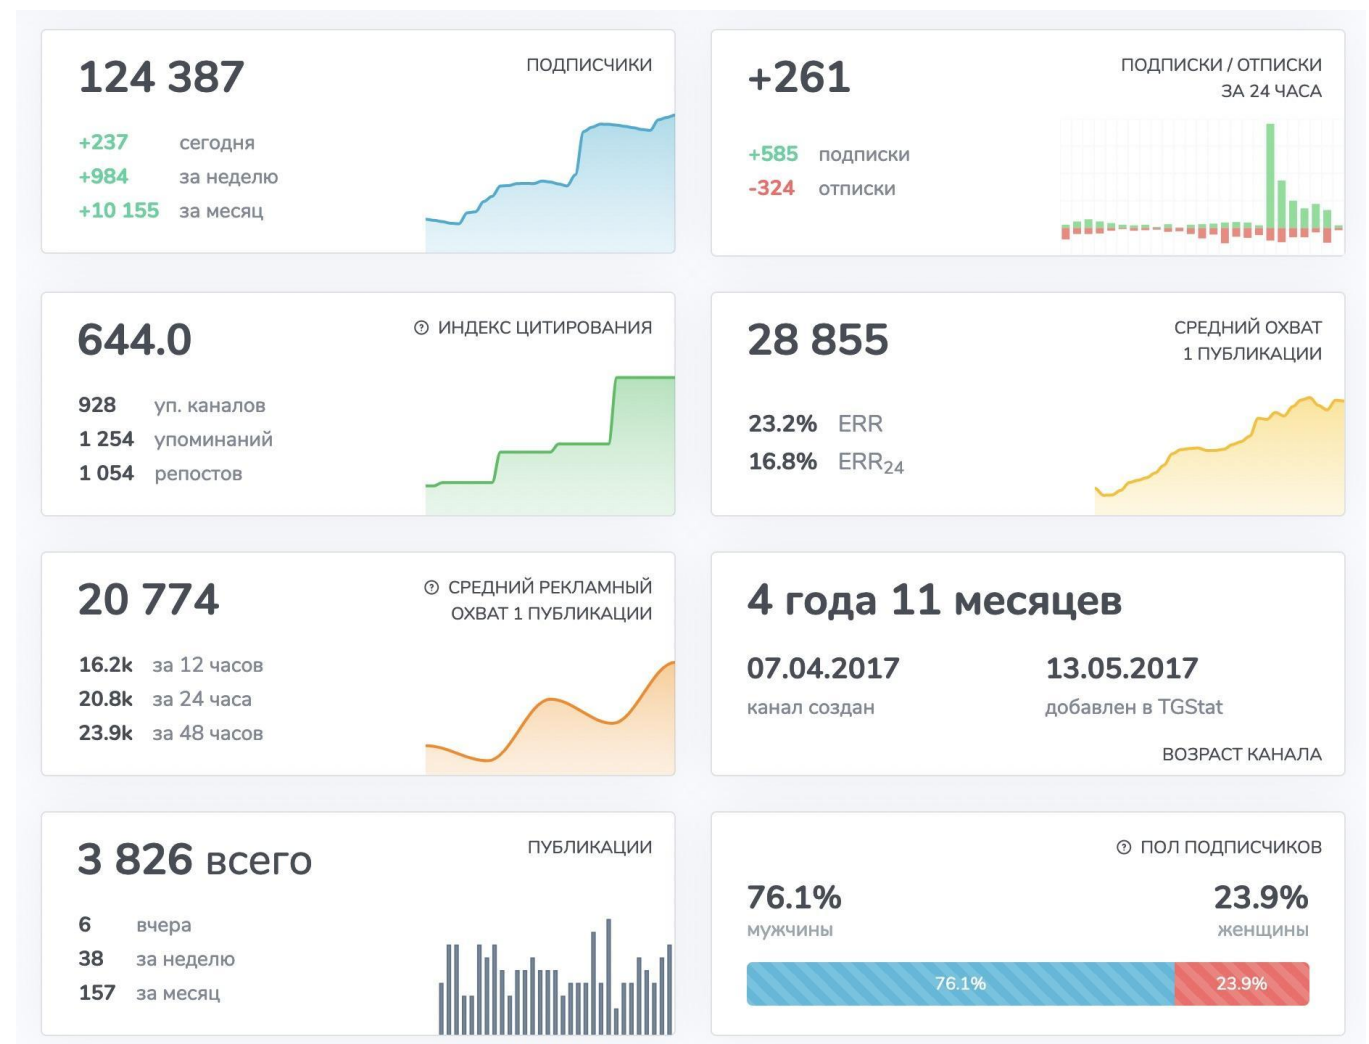 124 387
ПОДПИСЧИКИ
+237 сегодня
+984 за неделю
+10 155 за месяц
+261
ПОДПИСКИ / ОТПИСКИ
ЗА 24 ЧАСА
+585 подписки
-324 отписки
644.0
ИНДЕКС ЦИТИРОВАНИЯ
928 уп. каналов
1 254 упоминаний
1 054 репостов
28 855
СРЕДНИЙ ОХВАТ
1 ПУБЛИКАЦИИ
23.2% ERR
16.8% ERR24
20 774
СРЕДНИЙ РЕКЛАМНЫЙ
ОХВАТ 1 ПУБЛИКАЦИИ
16.2k за 12 часов
20.8k за 24 часа
23.9k за 48 часов
4 года 11 месяцев
07.04.2017 13.05.2017
канал создан добавлен в TGStat
ВОЗРАСТ КАНАЛА
3 826 всего
ПУБЛИКАЦИИ
6 вчера
38 за неделю
157 за месяц
ПОЛ ПОДПИСЧИКОВ
76.1% 23.9%
мужчины женщины
76.1% 23.9%